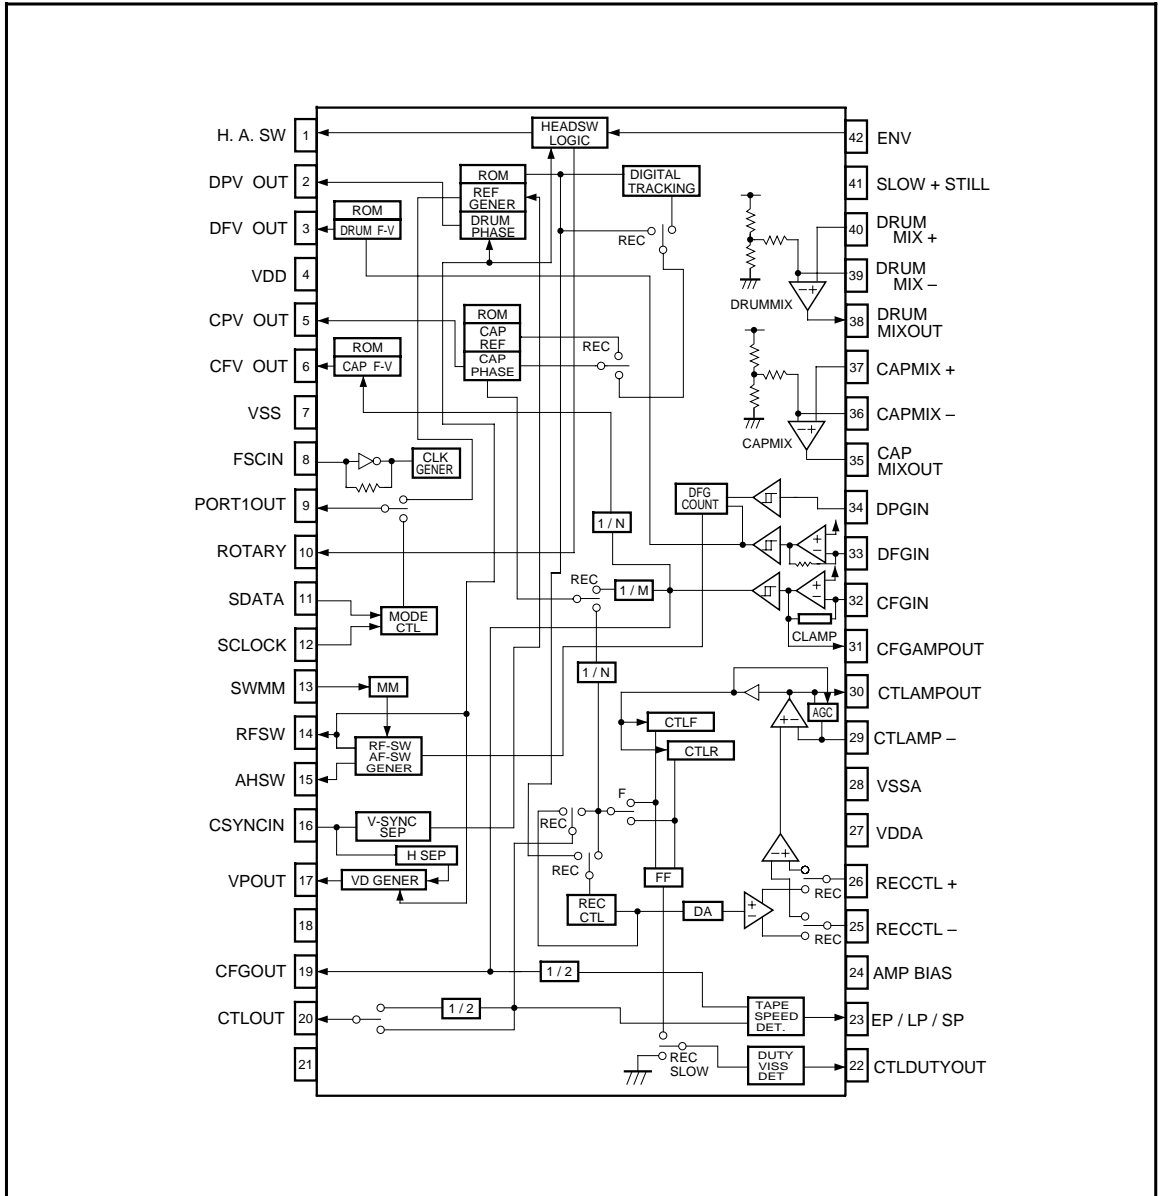 H. A. SW
1
DPV OUT
2
DFV OUT
3
VDD
4
CPV OUT
5
CFV OUT
6
VSS
7
FSCIN
8
PORT1OUT
9
ROTARY
10
SDATA
11
SCLOCK
12
SWMM
13
RFSW
14
AHSW
15
CSYNCIN
16
VPOUT
17
18
CFGOUT
19
CTLOUT
20
21
HEADSW
LOGIC
ROM
REF
GENER
DRUM
PHASE
DIGITAL
TRACKING
ROM
DRUM F-V
REC
ROM
CAP
REF
CAP
PHASE
REC
ROM
CAP F-V
CLK
GENER
DFG
COUNT
1 / N
REC
1 / M
MODE
CTL
CLAMP
1 / N
MM
RF-SW
AF-SW
GENER
CTLF
CTLR
AGC
V-SYNC
SEP
H SEP
VD GENER
F
REC
REC
FF
REC
CTL
DA
REC
REC
1 / 2
1 / 2
TAPE
SPEED
DET.
REC
SLOW
DUTY
VISS
DET
DRUMMIX
CAPMIX
42
ENV
41
SLOW + STILL
40
DRUM
MIX +
39
DRUM
MIX –
38
DRUM
MIXOUT
37
CAPMIX +
36
CAPMIX –
35
CAP
MIXOUT
34
DPGIN
33
DFGIN
32
CFGIN
31
CFGAMPOUT
30
CTLAMPOUT
29
CTLAMP –
28
VSSA
27
VDDA
26
RECCTL +
25
RECCTL –
24
AMP BIAS
23
EP / LP / SP
22
CTLDUTYOUT